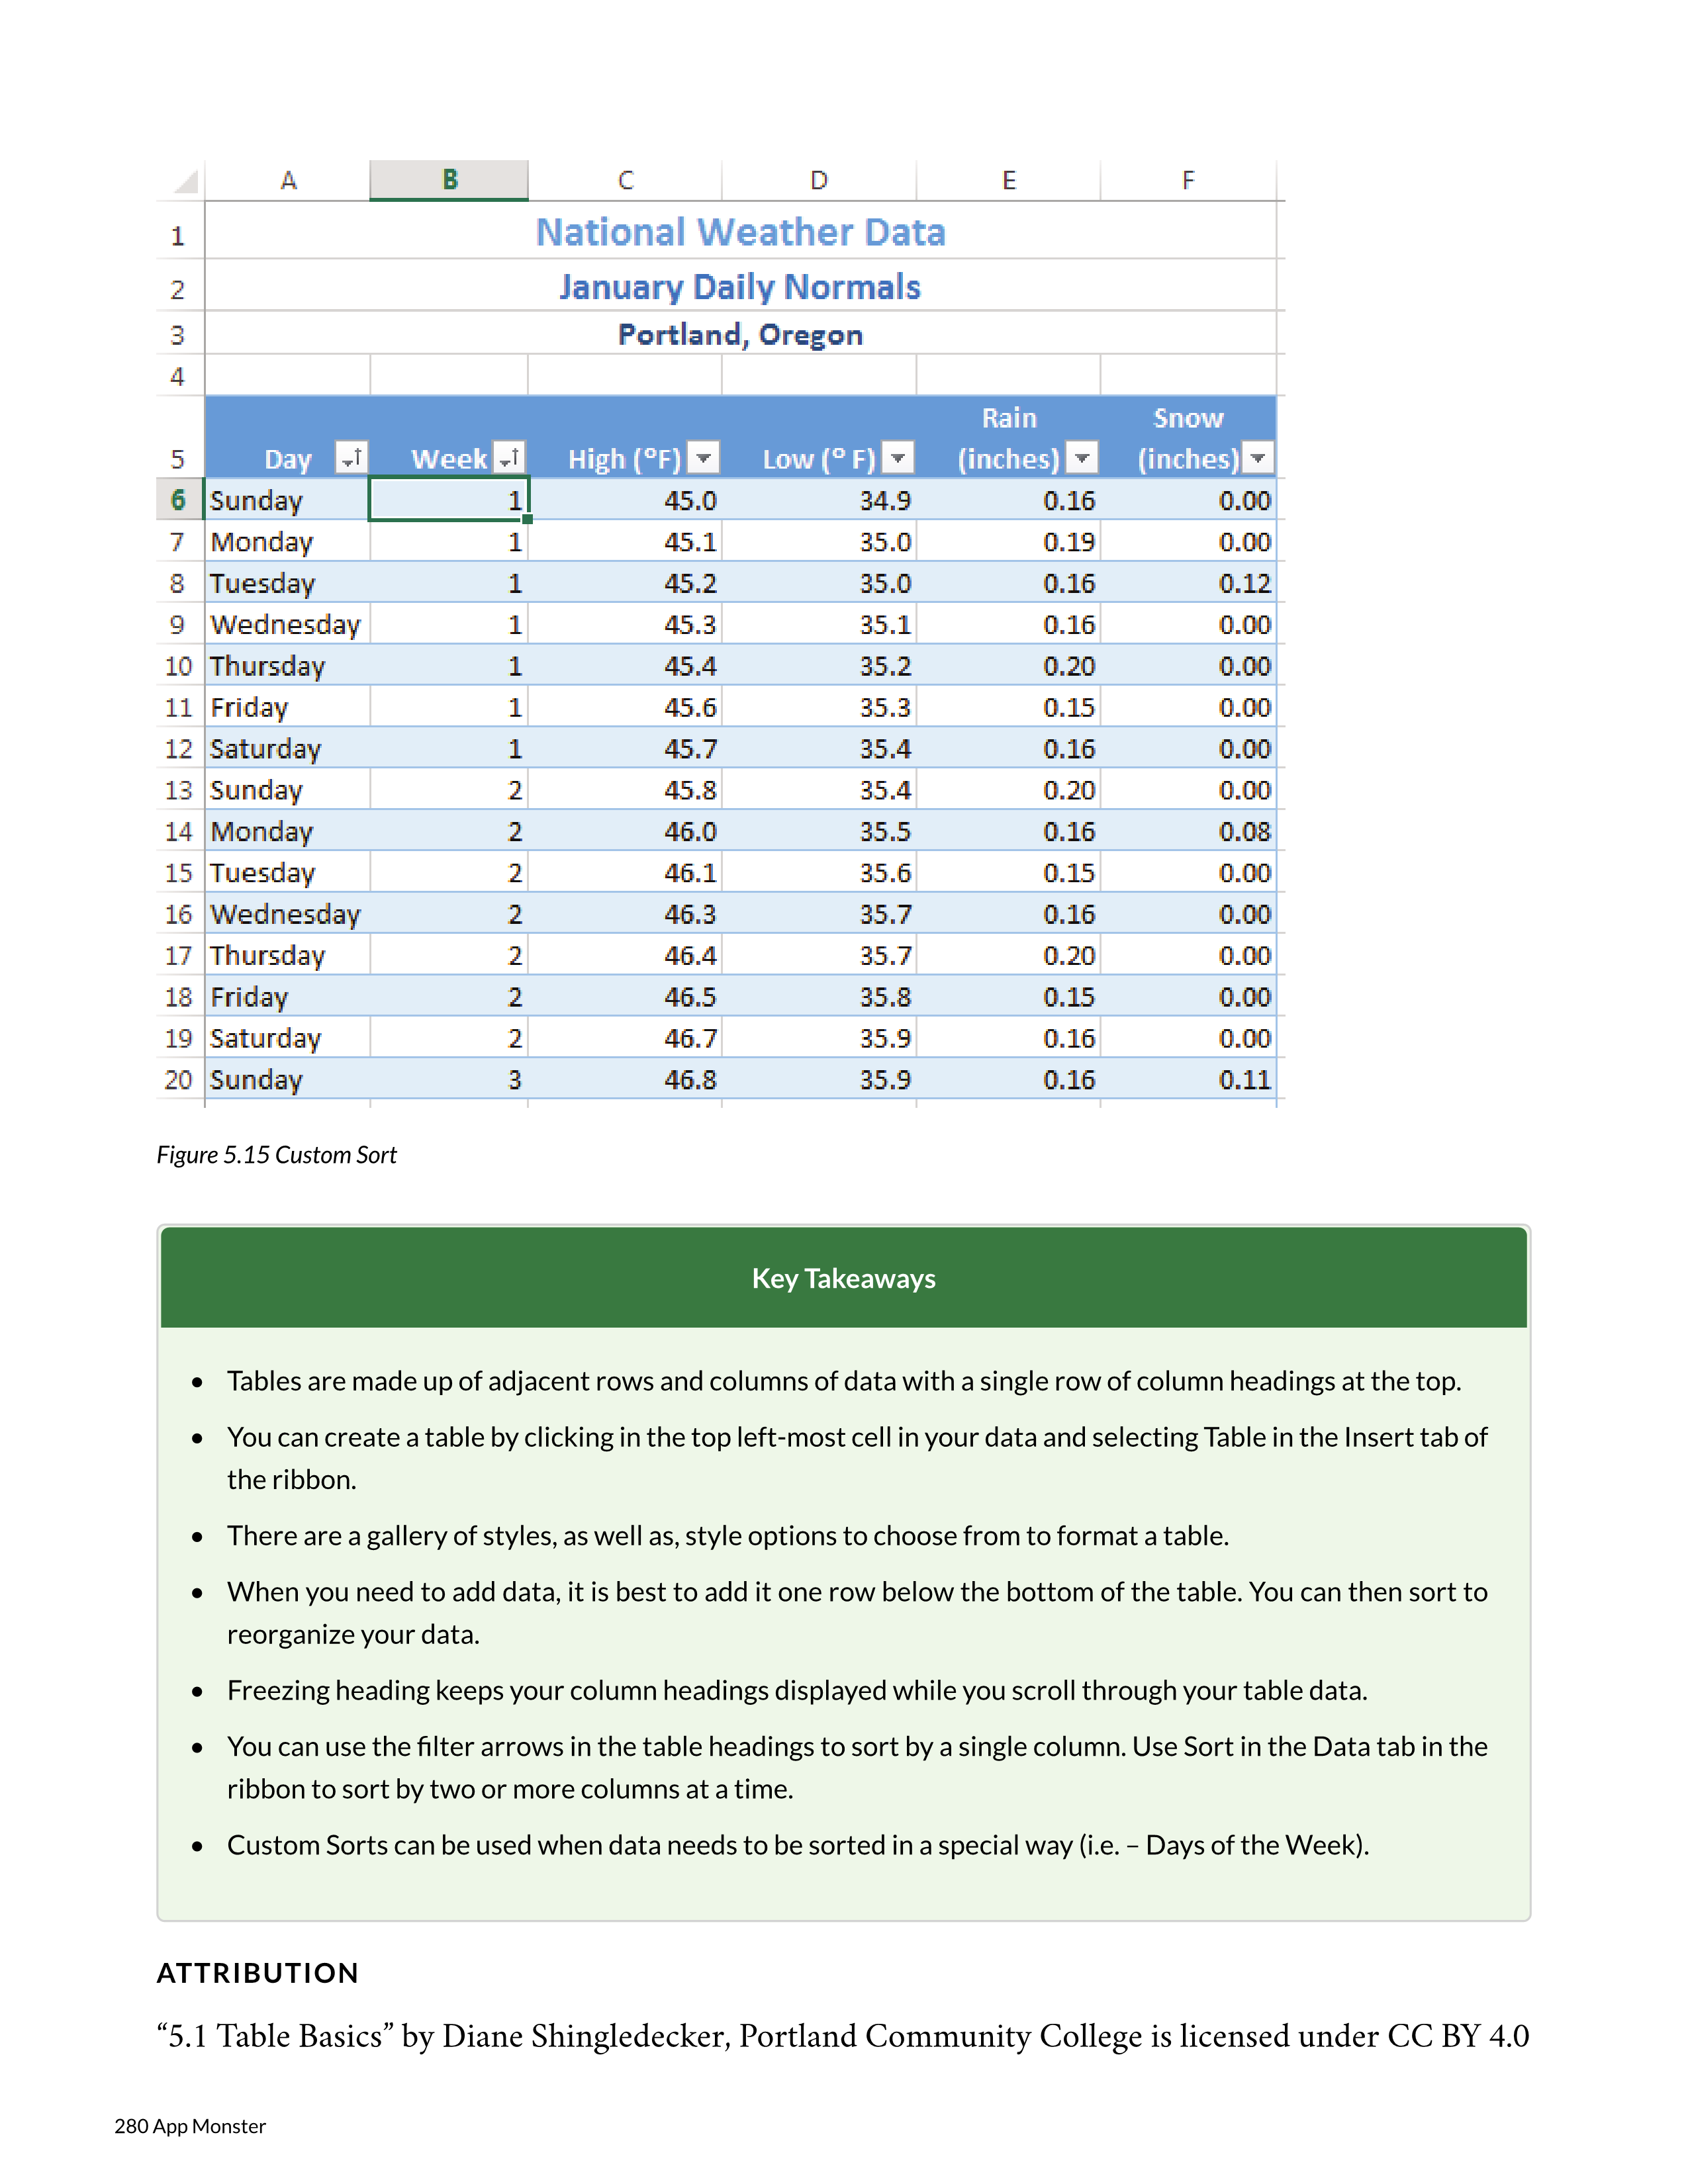 A B C D E F
1 National Weather Data
2 January Daily Normals
3 Portland, Oregon
4
Rain Snow
5 Day Week High (°F) Low (° F) (inches) (inches)
6 Sunday 1 45.0 34.9 0.16 0.00
7 Monday 1 45.1 35.0 0.19 0.00
8 Tuesday 1 45.2 35.0 0.16 0.12
9 Wednesday 1 45.3 35.1 0.16 0.00
10 Thursday 1 45.4 35.2 0.20 0.00
11 Friday 1 45.6 35.3 0.15 0.00
12 Saturday 1 45.7 35.4 0.16 0.00
13 Sunday 2 45.8 35.4 0.20 0.00
14 Monday 2 46.0 35.5 0.16 0.08
15 Tuesday 2 46.1 35.6 0.15 0.00
16 Wednesday 2 46.3 35.7 0.16 0.00
17 Thursday 2 46.4 35.7 0.20 0.00
18 Friday 2 46.5 35.8 0.15 0.00
19 Saturday 2 46.7 35.9 0.16 0.00
20 Sunday 3 46.8 35.9 0.16 0.11
Figure 5.15 Custom Sort
Key Takeaways
• Tables are made up of adjacent rows and columns of data with a single row of column headings at the top.
• You can create a table by clicking in the top left-most cell in your data and selecting Table in the Insert tab of
the ribbon.
• There are a gallery of styles, as well as, style options to choose from to format a table.
• When you need to add data, it is best to add it one row below the bottom of the table. You can then sort to
reorganize your data.
• Freezing heading keeps your column headings displayed while you scroll through your table data.
• You can use the filter arrows in the table headings to sort by a single column. Use Sort in the Data tab in the
ribbon to sort by two or more columns at a time.
• Custom Sorts can be used when data needs to be sorted in a special way (i.e. – Days of the Week).
ATTRIBUTION
“5.1 Table Basics” by Diane Shingledecker, Portland Community College is licensed under CC BY 4.0
280 App Monster